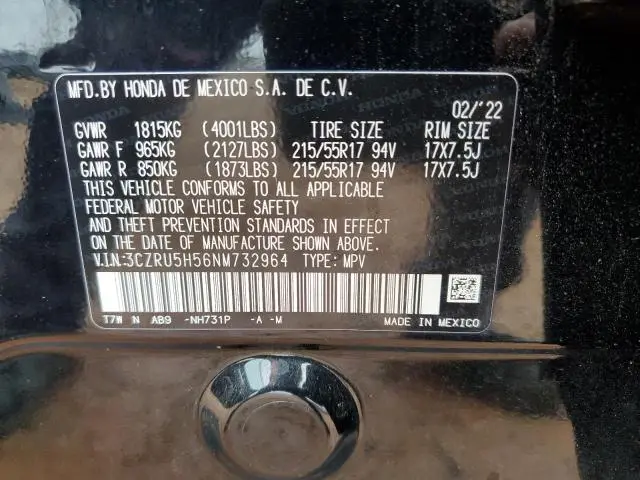 MFD.BY HONDA DE MEXICO S.A. DE C.V.
02/'22
GVWR 1815KG (4001LBS) TIRE SIZE RIM SIZE
GAWR F 965KG (2127LBS) 215/55R17 94V 17X7.5J
GAWR R 850KG (1873LBS) 215/55R17 94V 17X7.5J
THIS VEHICLE CONFORMS TO ALL APPLICABLE
FEDERAL MOTOR VEHICLE SAFETY
AND THEFT PREVENTION STANDARDS IN EFFECT
ON THE DATE OF MANUFACTURE SHOWN ABOVE.
V.I.N:3CZRU5H56NM732964 TYPE: MPV
T7W N AB9 -NH731P -A -M MADE IN MEXICO